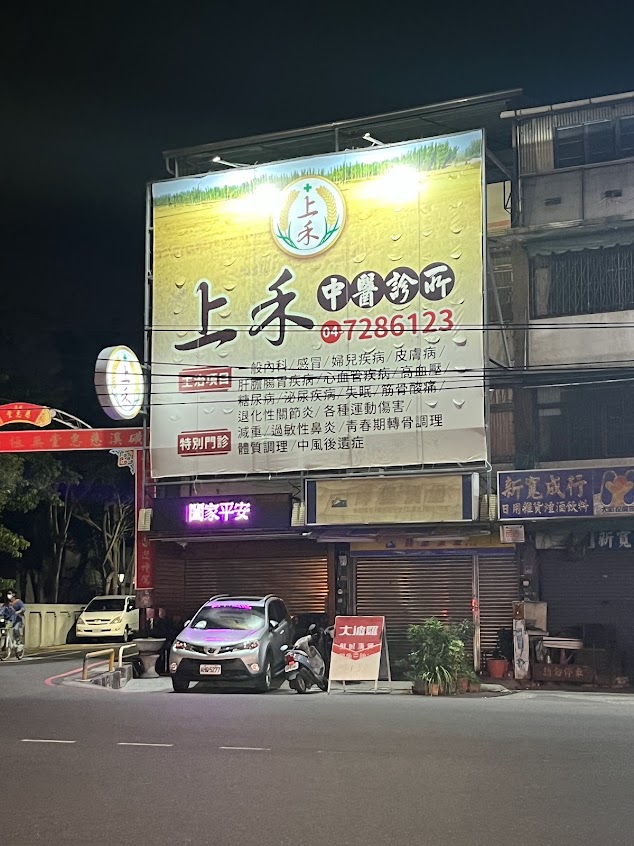 上禾
上禾
中醫診所
04 7286123
主治項目
一般內科/感冒/婦兒疾病/皮膚病/
肝膽腸胃疾病/心血管疾病/高血壓/
糖尿病/泌尿疾病/失眠/筋骨酸痛/
退化性關節炎/各種運動傷害/
特別門診
減重/過敏性鼻炎/青春期轉骨調理
體質調理/中風後遺症
上禾
闔家平安
新寬成行
日用雜貨煙酒飲料
大波羅